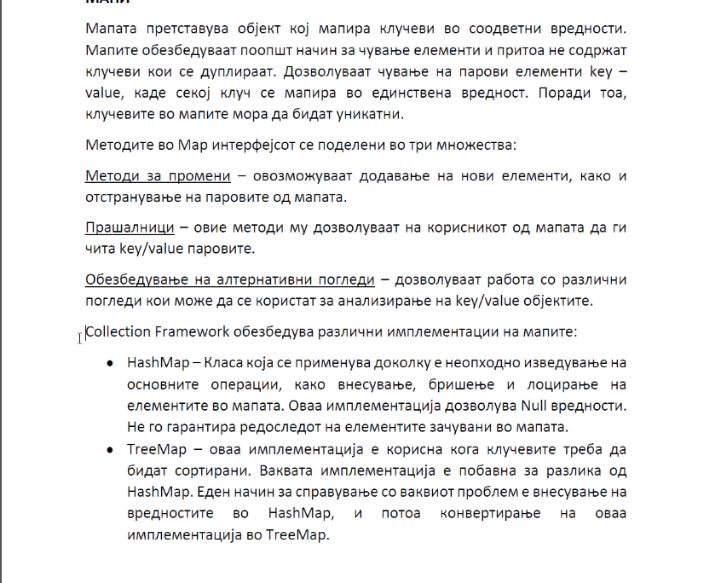 МАПИ
Мапата претставува објект кој мапира клучеви во соодветни вредности.
Мапите обезбедуваат поопшт начин за чување елементи и притоа не содржат
клучеви кои се дуплираат. Дозволуваат чување на парови елементи key –
value, каде секој клуч се мапира во единствена вредност. Поради тоа,
клучевите во мапите мора да бидат уникатни.
Методите во Map интерфејсот се поделени во три множества:
Методи за промени – овозможуваат додавање на нови елементи, како и
отстранување на паровите од мапата.
Прашалници – овие методи му дозволуваат на корисникот од мапата да ги
чита key/value паровите.
Обезбедување на алтернативни погледи – дозволуваат работа со различни
погледи кои може да се користат за анализирање на key/value објектите.
Collection Framework обезбедува различни имплементации на мапите:
• HashMap – Класа која се применува доколку е неопходно изведување на
основните операции, како внесување, бришење и лоцирање на
елементите во мапата. Оваа имплементација дозволува Null вредности.
Не го гарантира редоследот на елементите зачувани во мапата.
• TreeMap – оваа имплементација е корисна кога клучевите треба да
бидат сортирани. Ваквата имплементација е побавна за разлика од
HashMap. Еден начин за справување со ваквиот проблем е внесување на
вредностите во HashMap, и потоа конвертирање на оваа
имплементација во TreeMap.